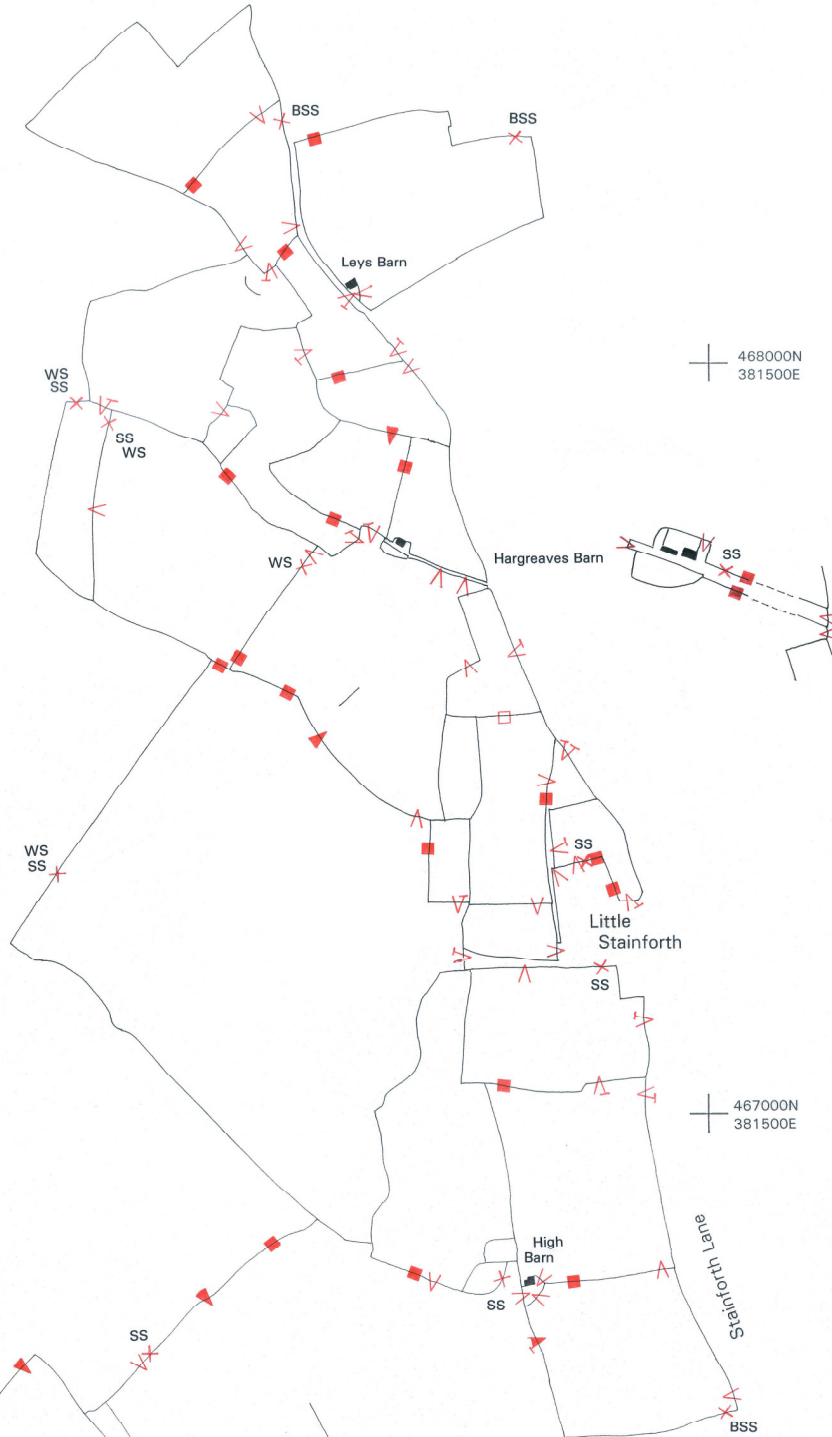 BSS
BSS
Leys Barn
468000N
381500E
WS
SS
SS
WS
Hargreaves Barn
SS
WS
SS
WS
SS
Little
Stainforth
SS
467000N
381500E
Stainforth Lane
High
Barn
SS
SS
BSS